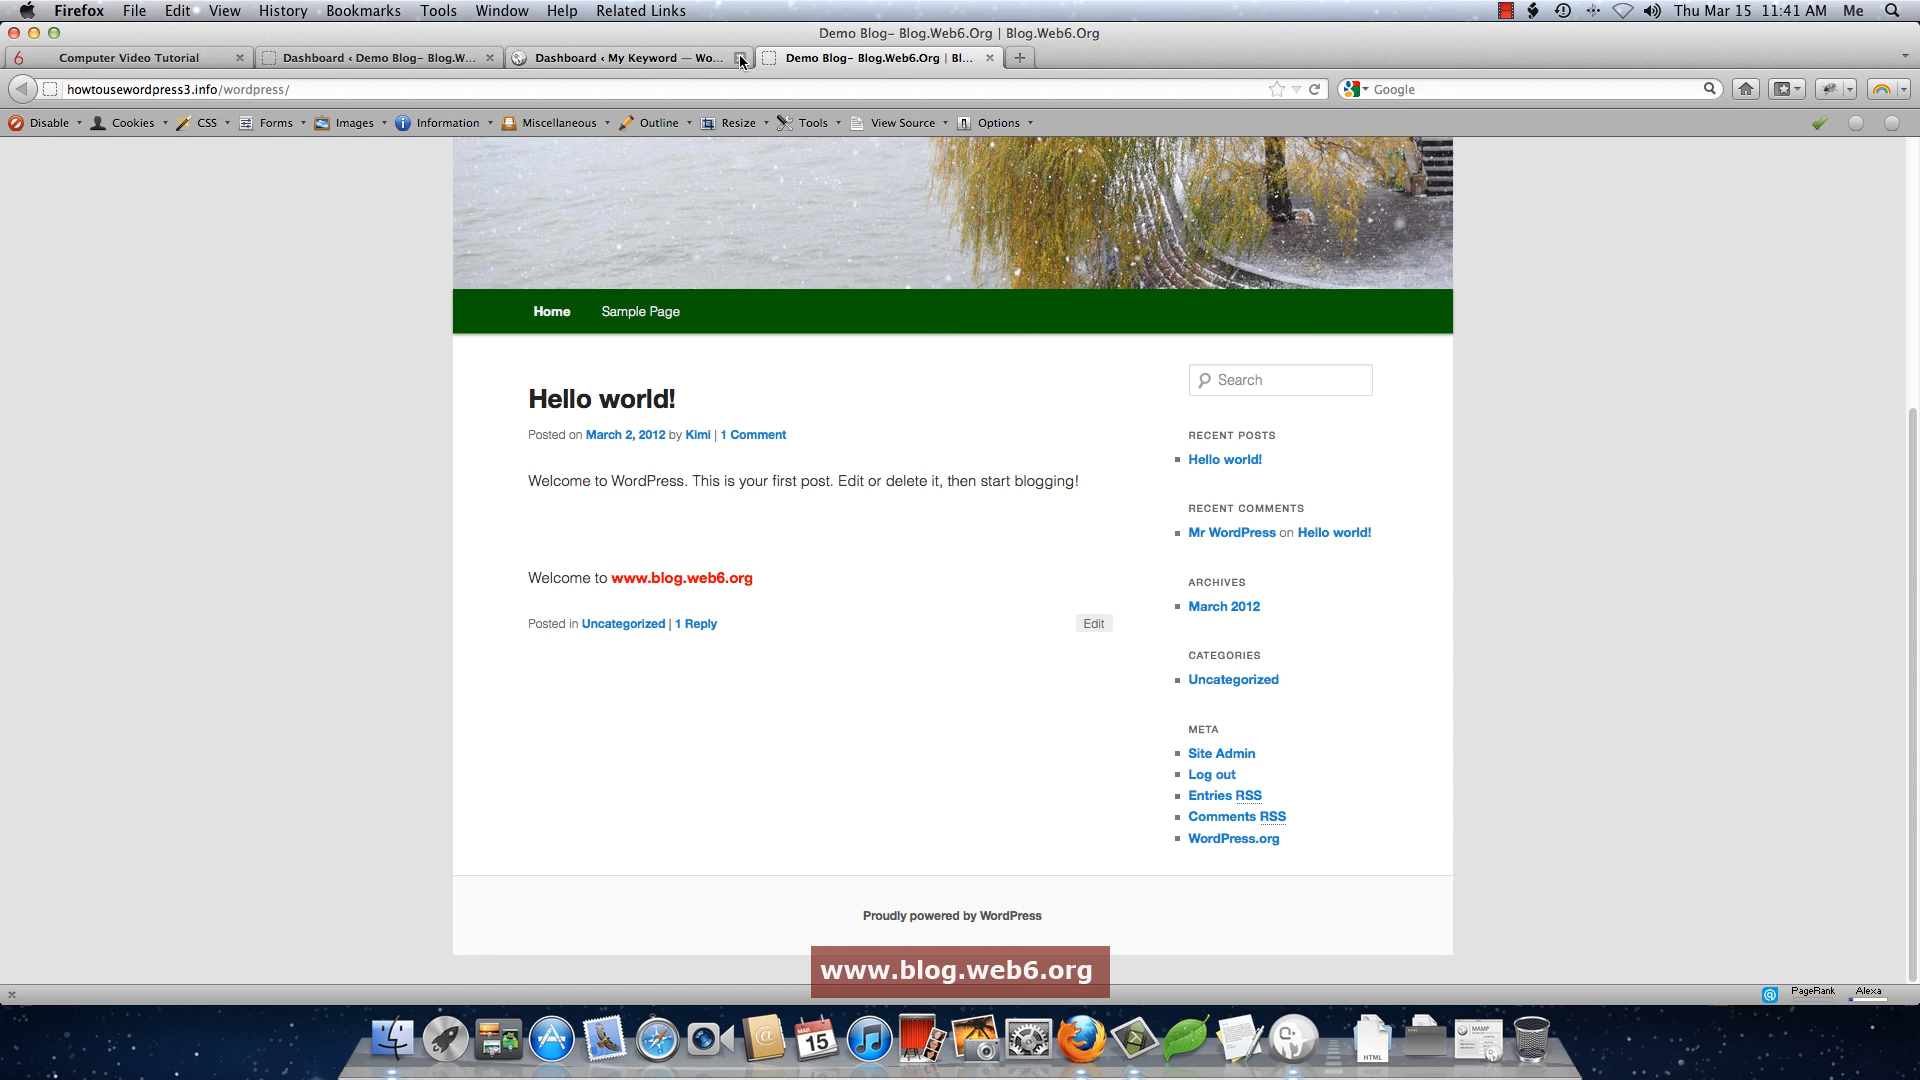 Firefox File Edit View History Bookmarks Tools Window Help Related Links Thu Mar 15 11:41 AM Me
Demo Blog– Blog.Web6.Org | Blog.Web6.Org
Computer Video Tutorial Dashboard ‹ Demo Blog– Blog.W... Dashboard ‹ My Keyword — Wo... Demo Blog– Blog.Web6.Org | Bl...
howtousewordpress3.info/wordpress/ Google
Disable Cookies CSS Forms Images Information Miscellaneous Outline Resize Tools View Source Options
Home Sample Page
Search
Hello world!
Posted on March 2, 2012 by Kimi | 1 Comment
Welcome to WordPress. This is your first post. Edit or delete it, then start blogging!
Welcome to www.blog.web6.org
Posted in Uncategorized | 1 Reply Edit
RECENT POSTS
Hello world!
RECENT COMMENTS
Mr WordPress on Hello world!
ARCHIVES
March 2012
CATEGORIES
Uncategorized
META
Site Admin
Log out
Entries RSS
Comments RSS
WordPress.org
Proudly powered by WordPress
www.blog.web6.org
PageRank Alexa
MAR
15
HTML
MAMP